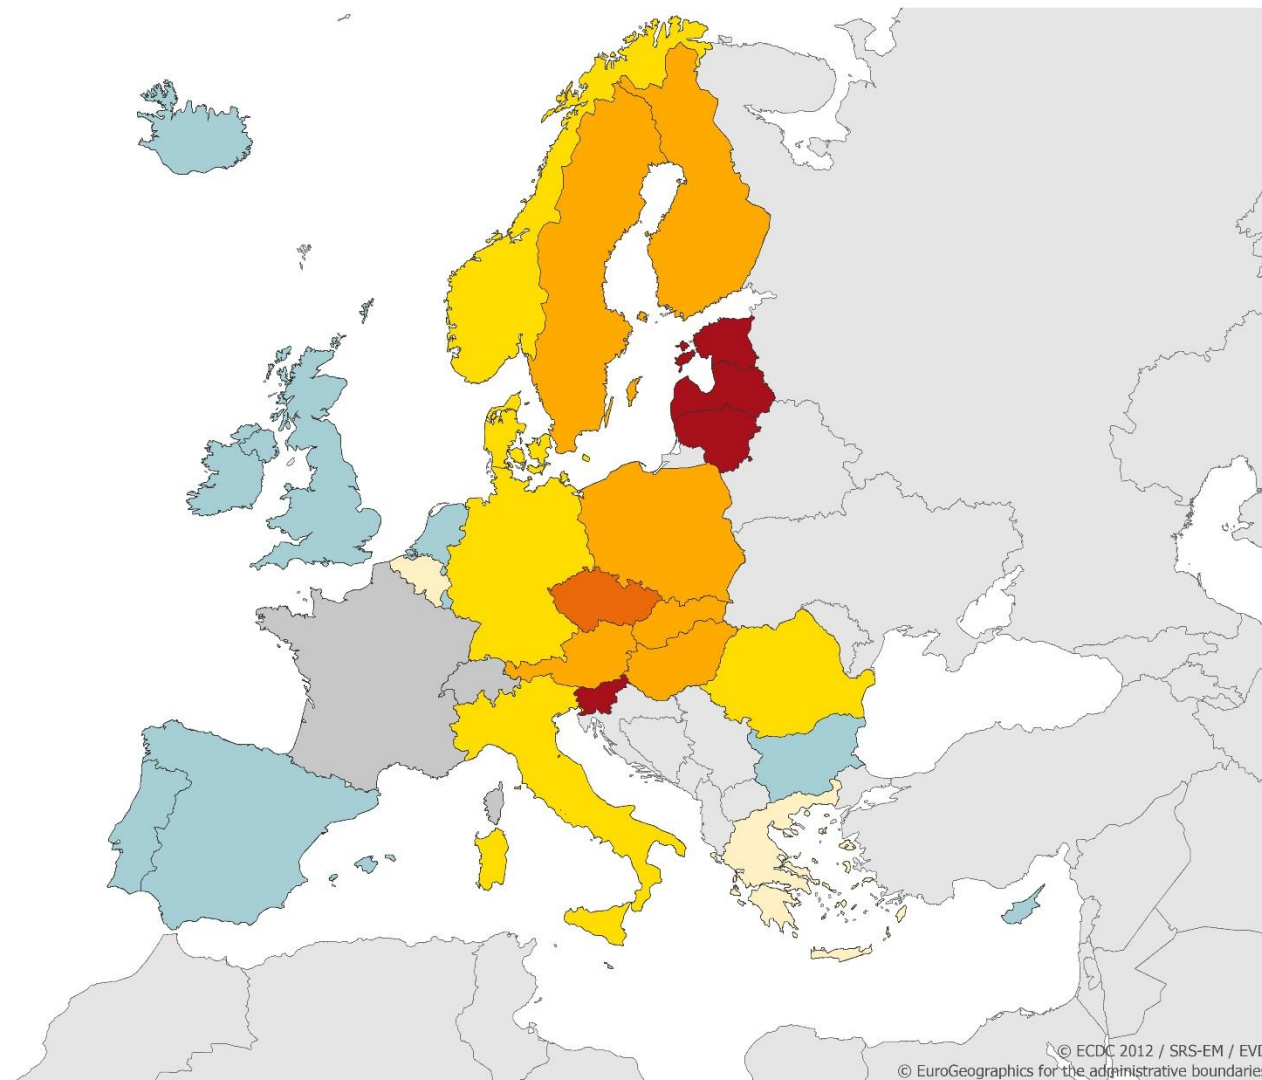 © ECDC 2012 / SRS-EM / EVD
© EuroGeographics for the administrative boundaries